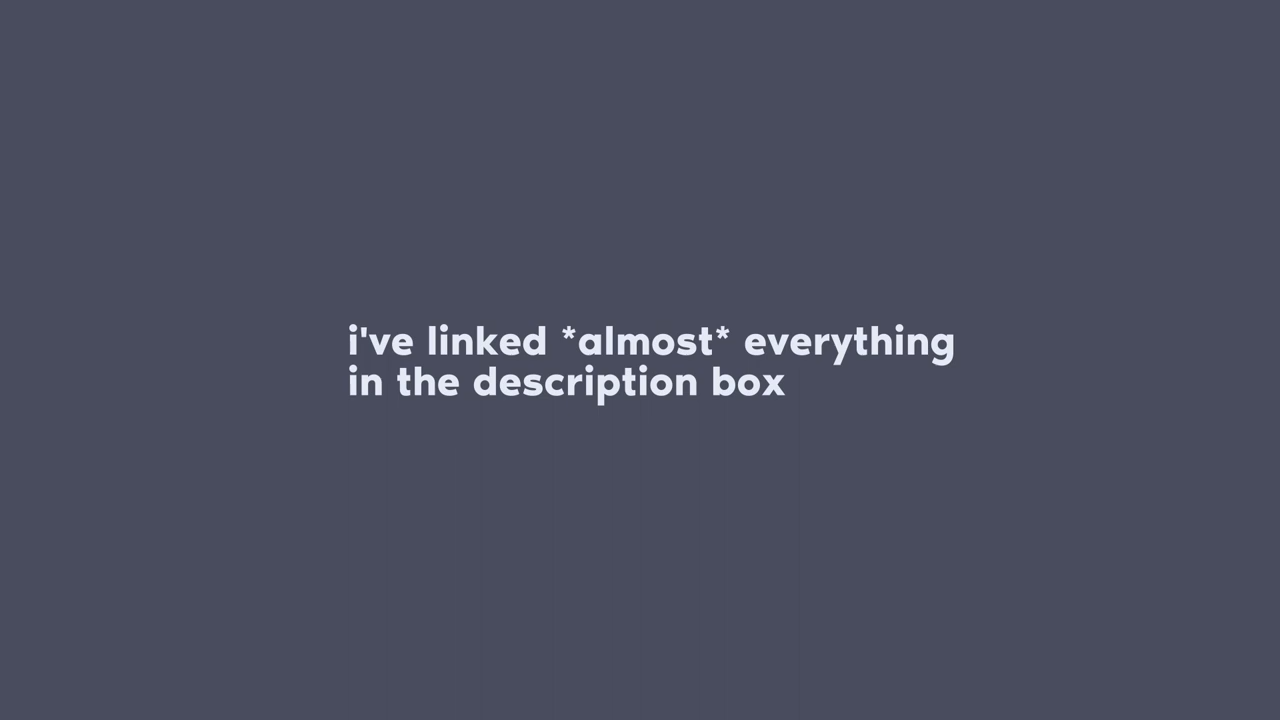 i've linked *almost* everything
in the description box